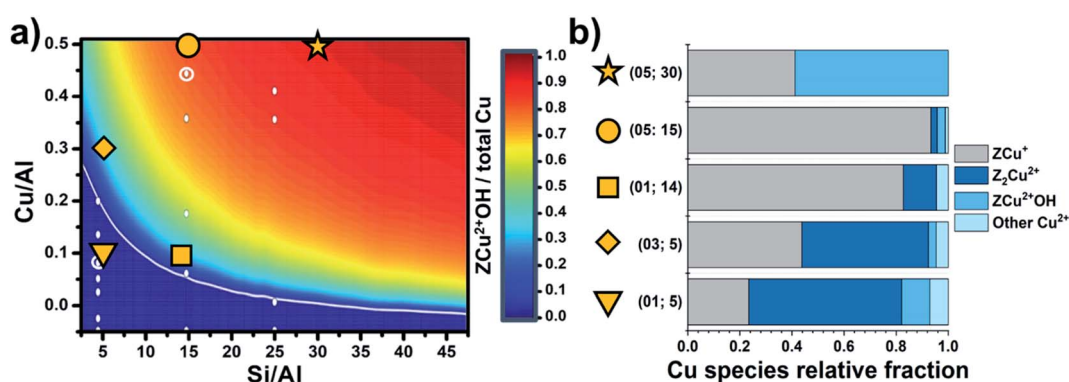 a)
Cu/Al
0.5
0.4
0.3
0.2
0.1
0.0
5
10
15
20
25
30
35
40
45
Si/Al
1.0
0.9
0.8
0.7
0.6
0.5
0.4
0.3
0.2
0.1
0.0
ZCu²⁺OH / total Cu
b)
(05; 30)
(05: 15)
(01; 14)
(03; 5)
(01; 5)
ZCu⁺
Z₂Cu²⁺
ZCu²⁺OH
Other Cu²⁺
0.0 0.2 0.4 0.6 0.8 1.0
Cu species relative fraction